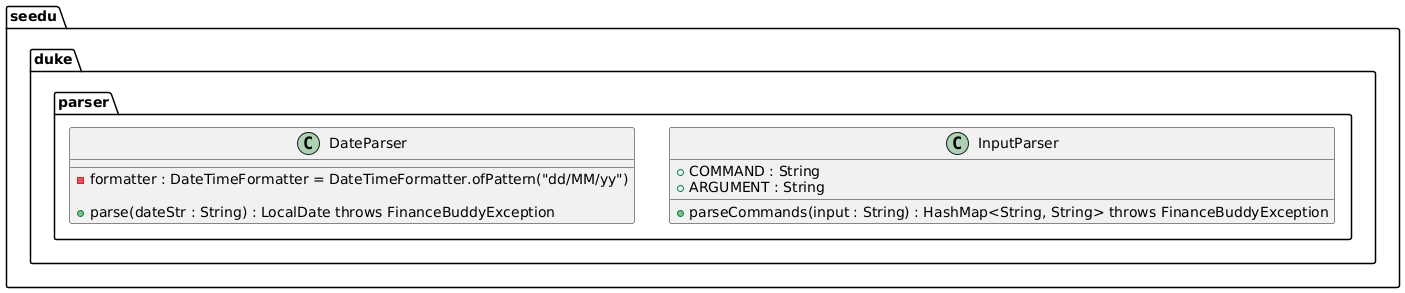 seedu
duke
parser
C DateParser
formatter : DateTimeFormatter = DateTimeFormatter.ofPattern("dd/MM/yy")
parse(dateStr : String) : LocalDate throws FinanceBuddyException
C InputParser
COMMAND : String
ARGUMENT : String
parseCommands(input : String) : HashMap<String, String> throws FinanceBuddyException